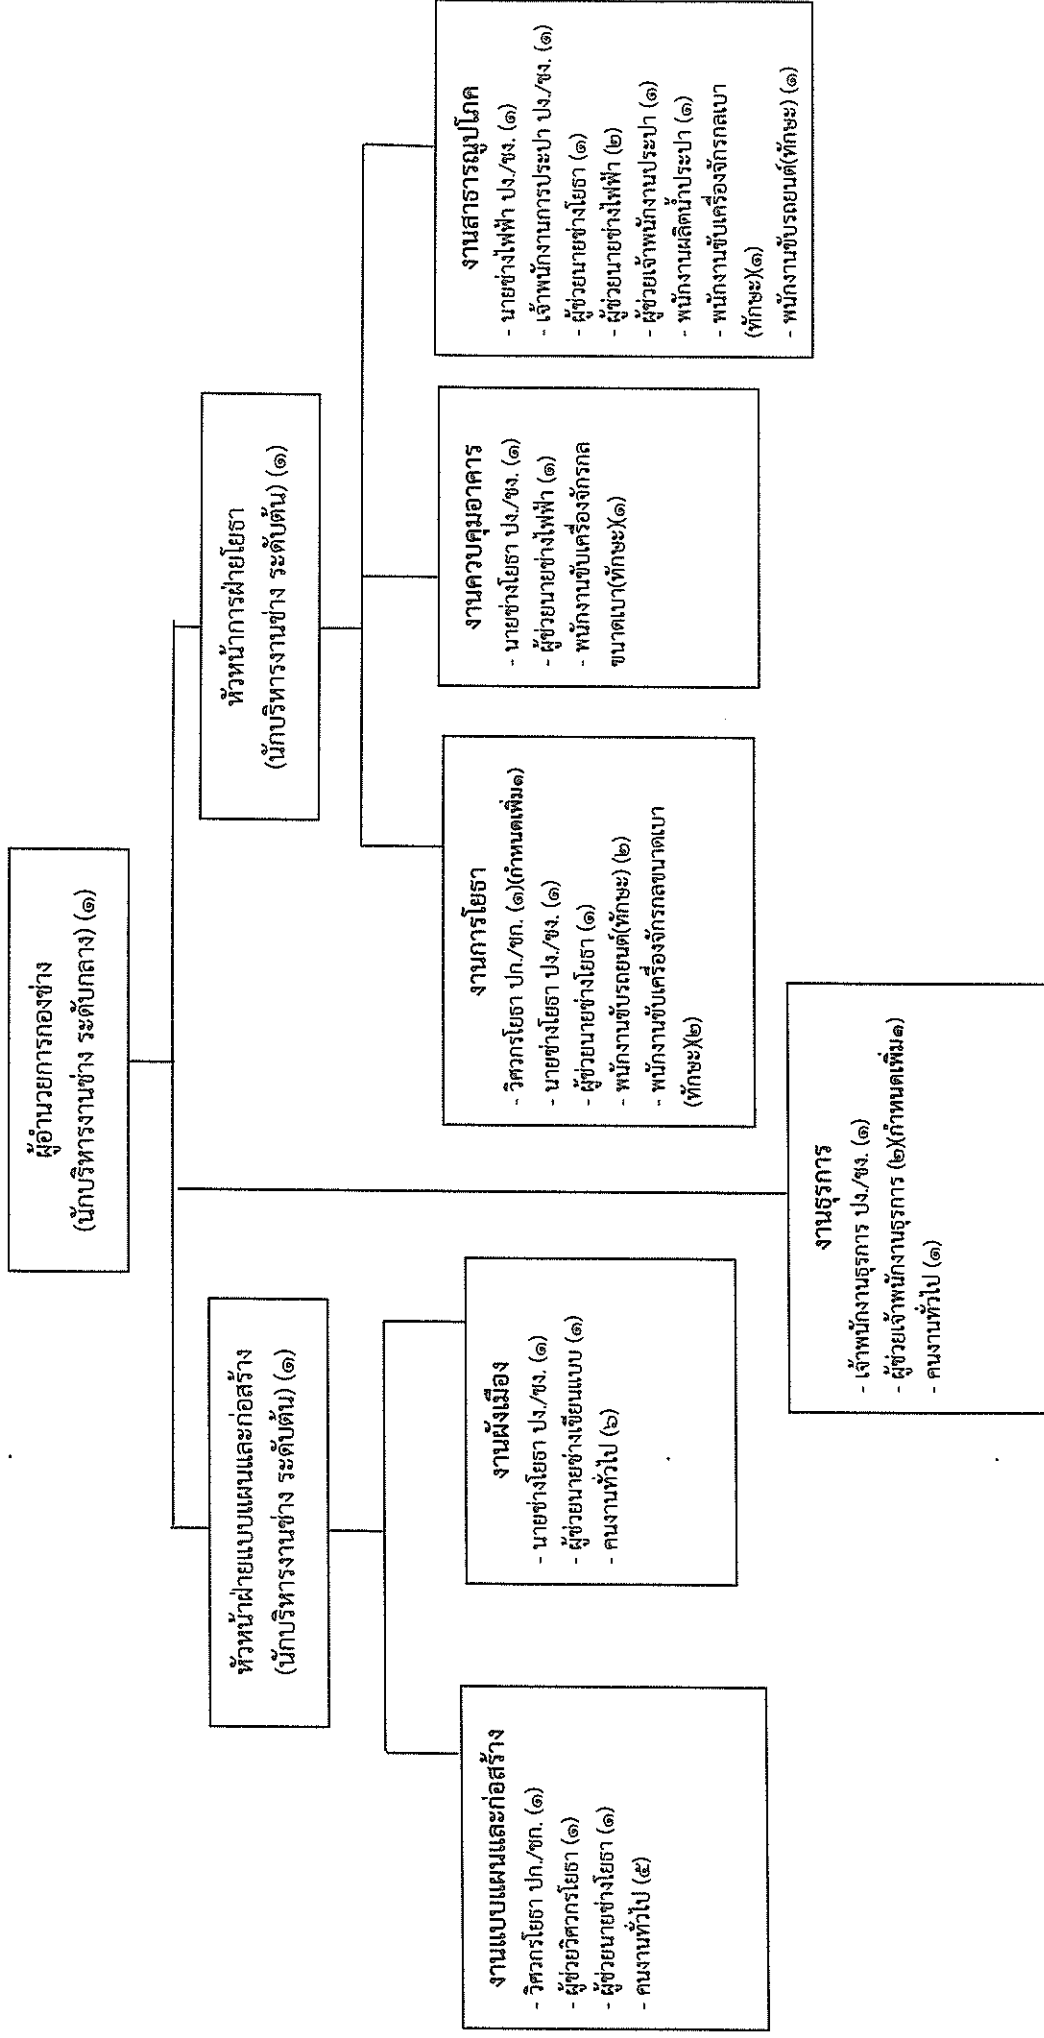 ผู้อำนวยการกองช่าง
(นักบริหารงานช่าง ระดับกลาง) (๑)
หัวหน้าฝ่ายแบบแผนและก่อสร้าง
(นักบริหารงานช่าง ระดับต้น) (๑)
หัวหน้าการฝ่ายโยธา
(นักบริหารงานช่าง ระดับต้น) (๑)
งานแบบแผนและก่อสร้าง
- วิศวกรโยธา ปก./ชก. (๑)
- ผู้ช่วยวิศวกรโยธา (๑)
- ผู้ช่วยนายช่างโยธา (๑)
- คนงานทั่วไป (๕)
งานผังเมือง
- นายช่างโยธา ปง./ชง. (๑)
- ผู้ช่วยนายช่างเขียนแบบ (๑)
- คนงานทั่วไป (๖)
งานการโยธา
- วิศวกรโยธา ปก./ชก. (๑)(กำหนดเพิ่ม๑)
- นายช่างโยธา ปง./ชง. (๑)
- ผู้ช่วยนายช่างโยธา (๑)
- พนักงานขับรถยนต์(ทักษะ) (๒)
- พนักงานขับเครื่องจักรกลขนาดเบา
(ทักษะ)(๒)
งานควบคุมอาคาร
- นายช่างโยธา ปง./ชง. (๑)
- ผู้ช่วยนายช่างไฟฟ้า (๑)
- พนักงานขับเครื่องจักรกล
ขนาดเบา(ทักษะ)(๑)
งานสาธารณูปโภค
- นายช่างไฟฟ้า ปง./ชง. (๑)
- เจ้าพนักงานการประปา ปง./ชง. (๑)
- ผู้ช่วยนายช่างโยธา (๑)
- ผู้ช่วยนายช่างไฟฟ้า (๒)
- ผู้ช่วยเจ้าพนักงานประปา (๑)
- พนักงานผลิตน้ำประปา (๑)
- พนักงานขับเครื่องจักรกลเบา
(ทักษะ)(๑)
- พนักงานขับรถยนต์(ทักษะ) (๑)
งานธุรการ
- เจ้าพนักงานธุรการ ปง./ชง. (๑)
- ผู้ช่วยเจ้าพนักงานธุรการ (๒)(กำหนดเพิ่ม๑)
- คนงานทั่วไป (๑)